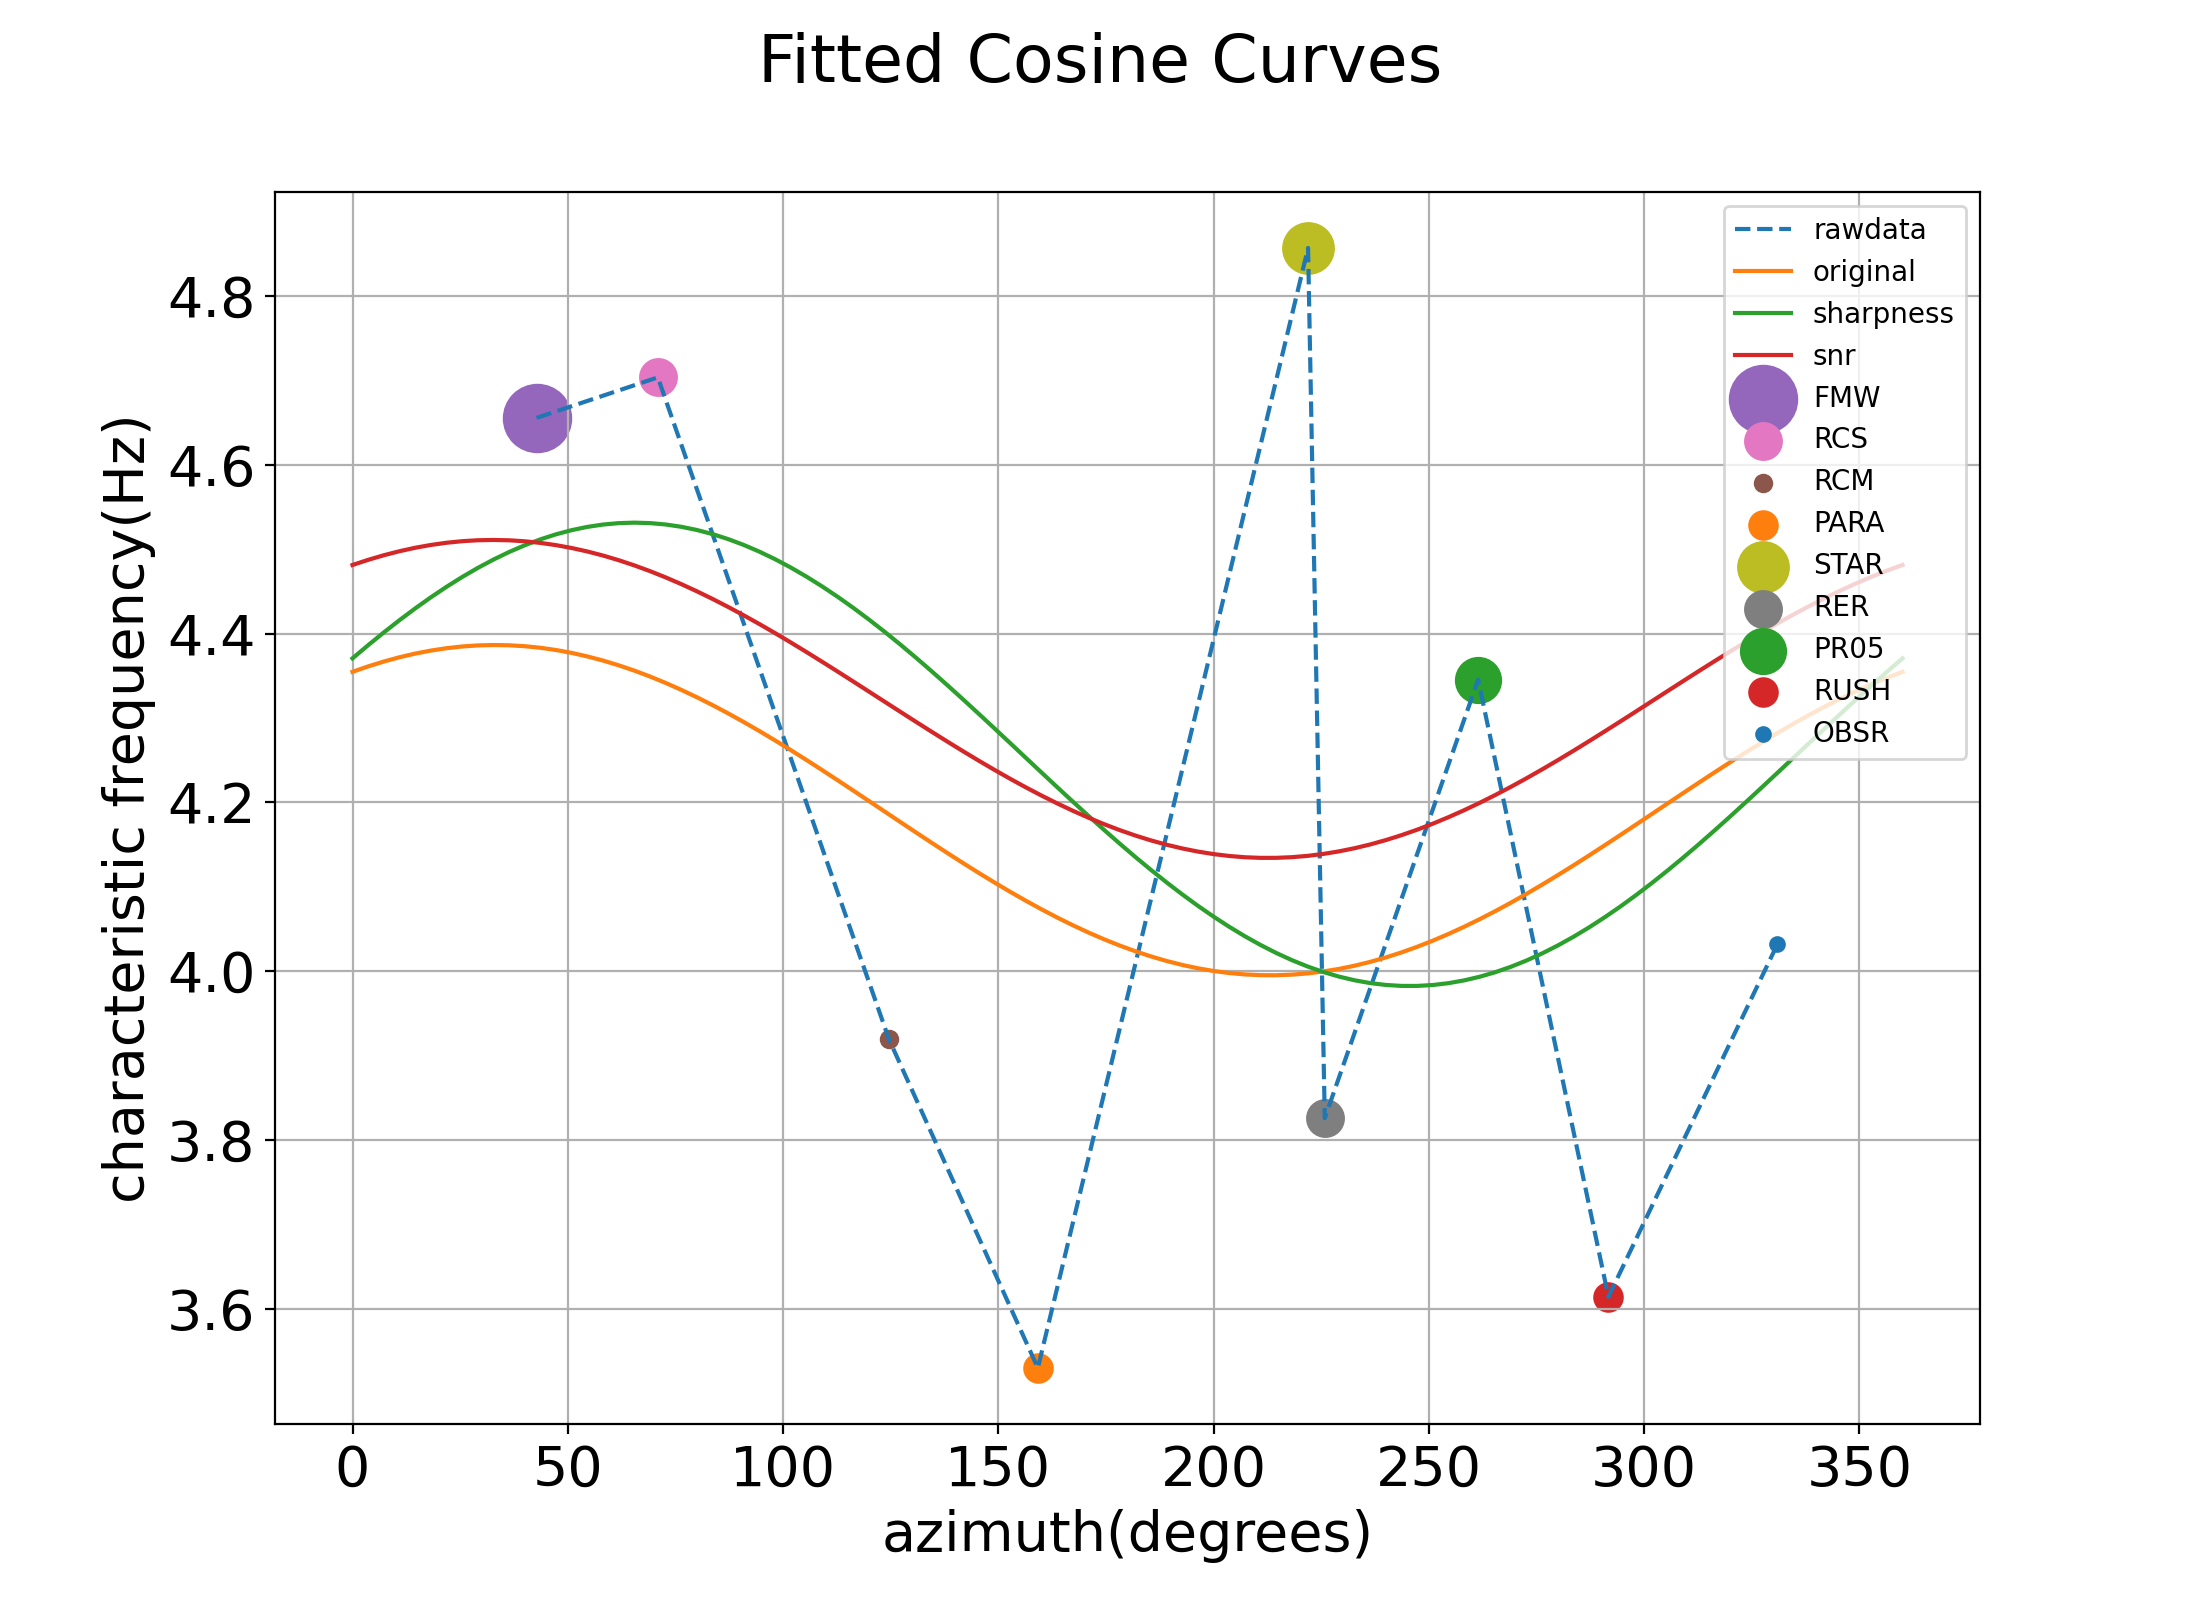 Fitted Cosine Curves
characteristic frequency(Hz)
4.8
4.6
4.4
4.2
4.0
3.8
3.6
rawdata
original
sharpness
snr
FMW
RCS
RCM
PARA
STAR
RER
PR05
RUSH
OBSR
0 50 100 150 200 250 300 350
azimuth(degrees)